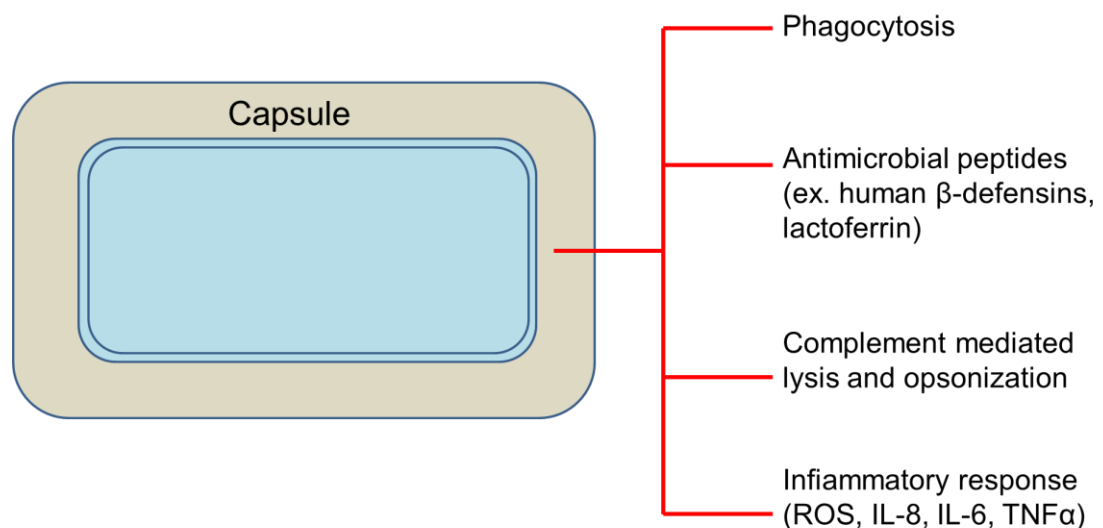 Capsule
Phagocytosis
Antimicrobial peptides
(ex. human β-defensins,
lactoferrin)
Complement mediated
lysis and opsonization
Infiammatory response
(ROS, IL-8, IL-6, TNFα)